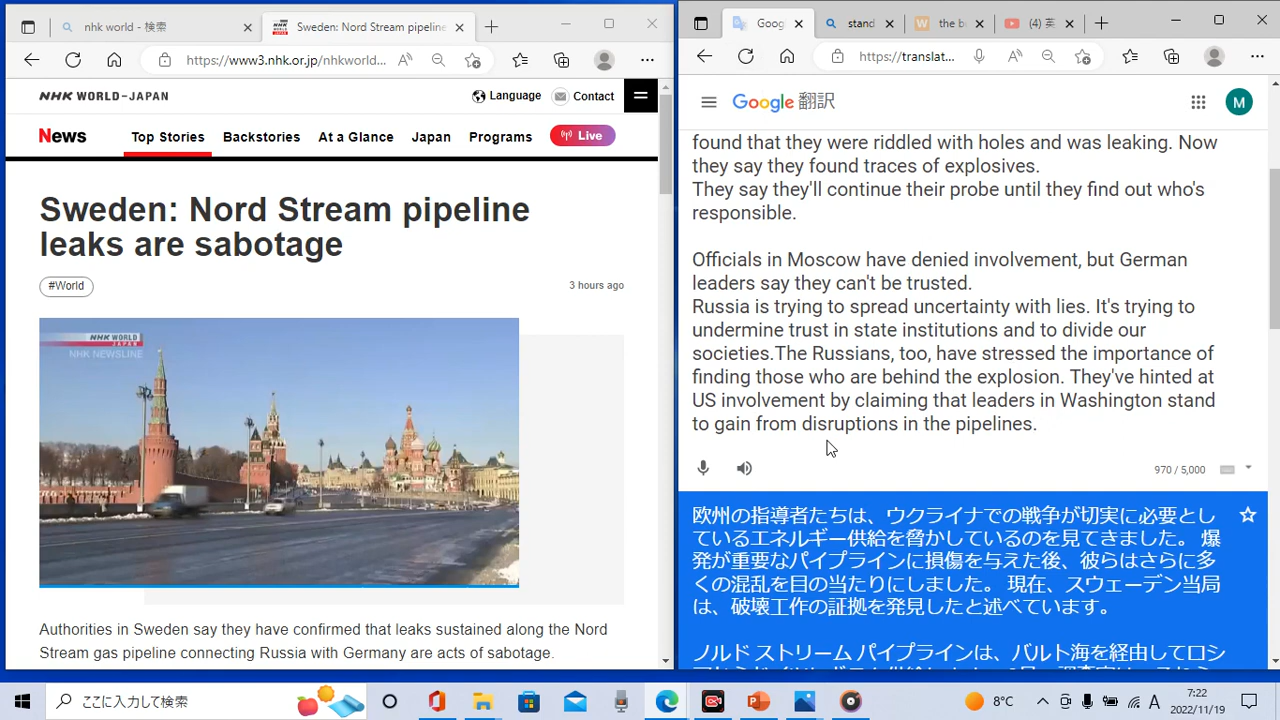 nhk world - 検索
Sweden: Nord Stream pipeline
https://www3.nhk.or.jp/nhkworld...
NHK WORLD-JAPAN
Language
Contact
News
Top Stories
Backstories
At a Glance
Japan
Programs
Live
Sweden: Nord Stream pipeline
leaks are sabotage
#World
3 hours ago
NHK WORLD
JAPAN
NHK NEWSLINE
Authorities in Sweden say they have confirmed that leaks sustained along the Nord
Stream gas pipeline connecting Russia with Germany are acts of sabotage.
Goog
stand
the b
(4) 英
https://translat...
Google 翻訳
M
found that they were riddled with holes and was leaking. Now
they say they found traces of explosives.
They say they'll continue their probe until they find out who's
responsible.
Officials in Moscow have denied involvement, but German
leaders say they can't be trusted.
Russia is trying to spread uncertainty with lies. It's trying to
undermine trust in state institutions and to divide our
societies.The Russians, too, have stressed the importance of
finding those who are behind the explosion. They've hinted at
US involvement by claiming that leaders in Washington stand
to gain from disruptions in the pipelines.
970 / 5,000
欧州の指導者たちは、ウクライナでの戦争が切実に必要とし
ているエネルギー供給を脅かしているのを見てきました。 爆
発が重要なパイプラインに損傷を与えた後、彼らはさらに多
くの混乱を目の当たりにしました。 現在、スウェーデン当局
は、破壊工作の証拠を発見したと述べています。
ノルド ストリーム パイプラインは、バルト海を経由してロシ
ここに入力して検索
8°C
A
7:22
2022/11/19